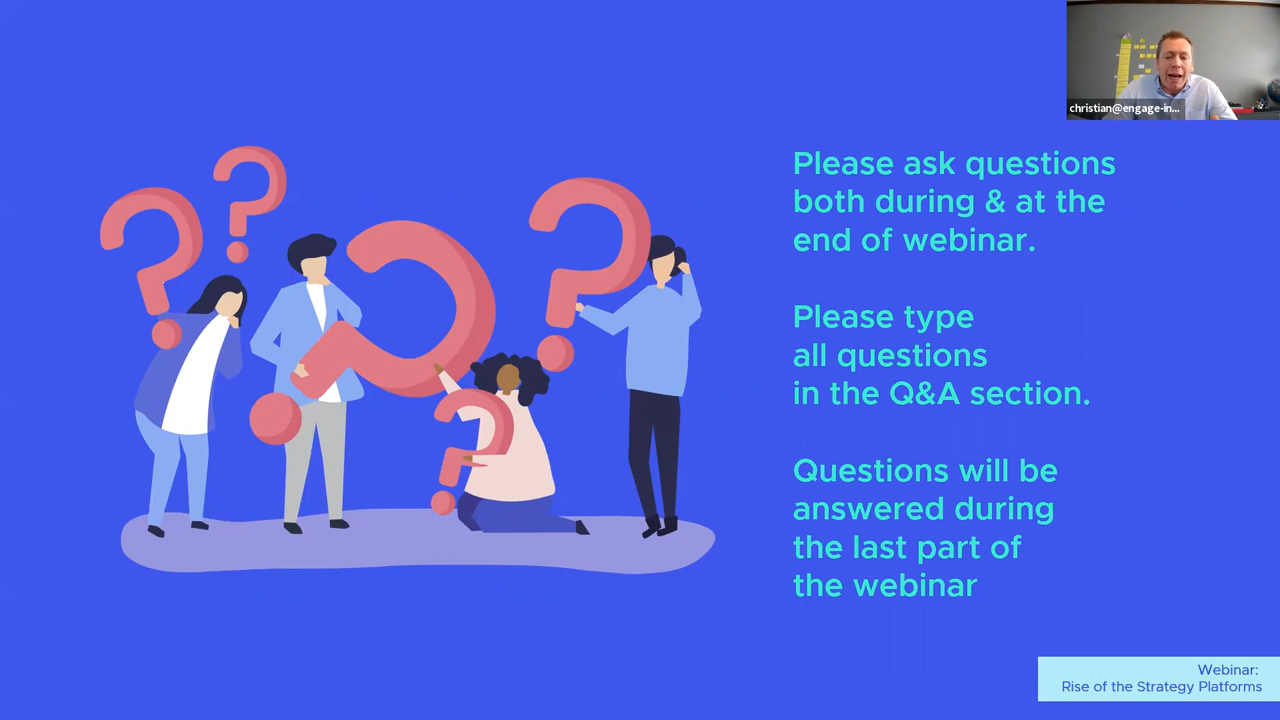 christian@engage-in...
Please ask questions
both during & at the
end of webinar.
Please type
all questions
in the Q&A section.
Questions will be
answered during
the last part of
the webinar
Webinar:
Rise of the Strategy Platforms